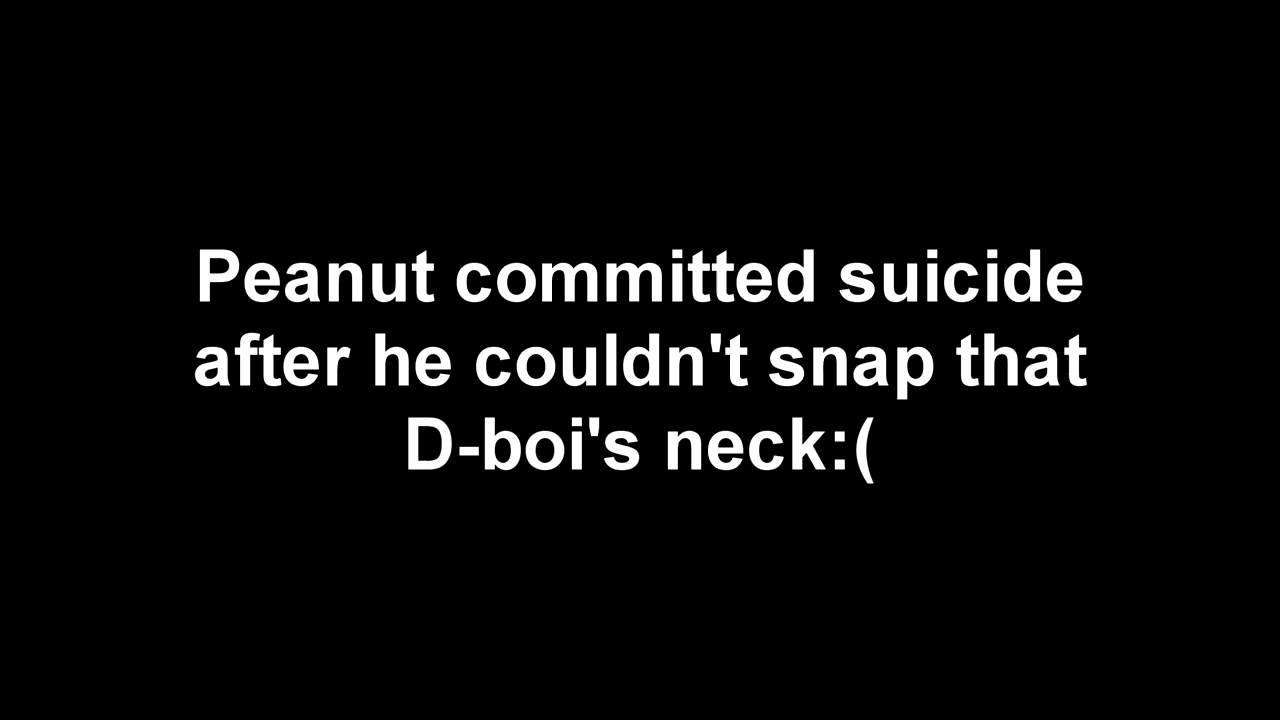 Peanut committed suicide
after he couldn't snap that
D-boi's neck:(